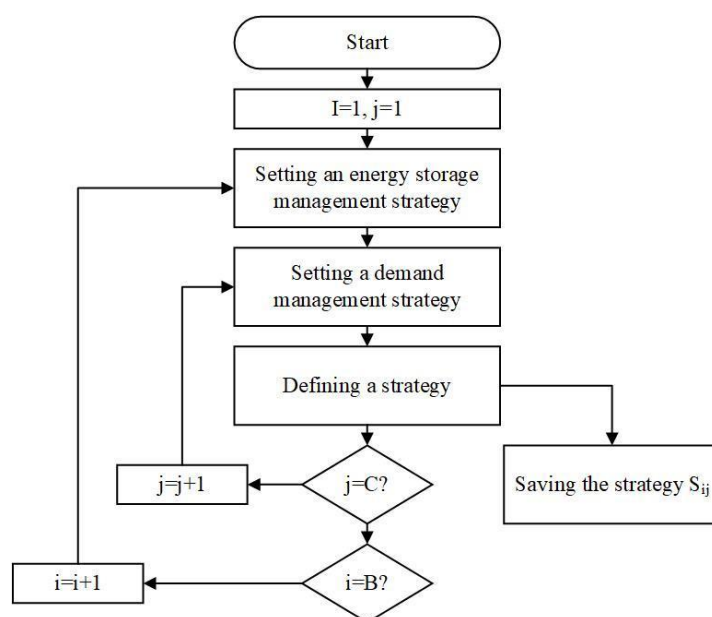 Start
I=1, j=1
Setting an energy storage
management strategy
Setting a demand
management strategy
Defining a strategy
j=j+1
j=C?
Saving the strategy Sij
i=i+1
i=B?